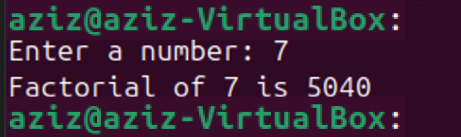 aziz@aziz-VirtualBox:
Enter a number: 7
Factorial of 7 is 5040
aziz@aziz-VirtualBox: